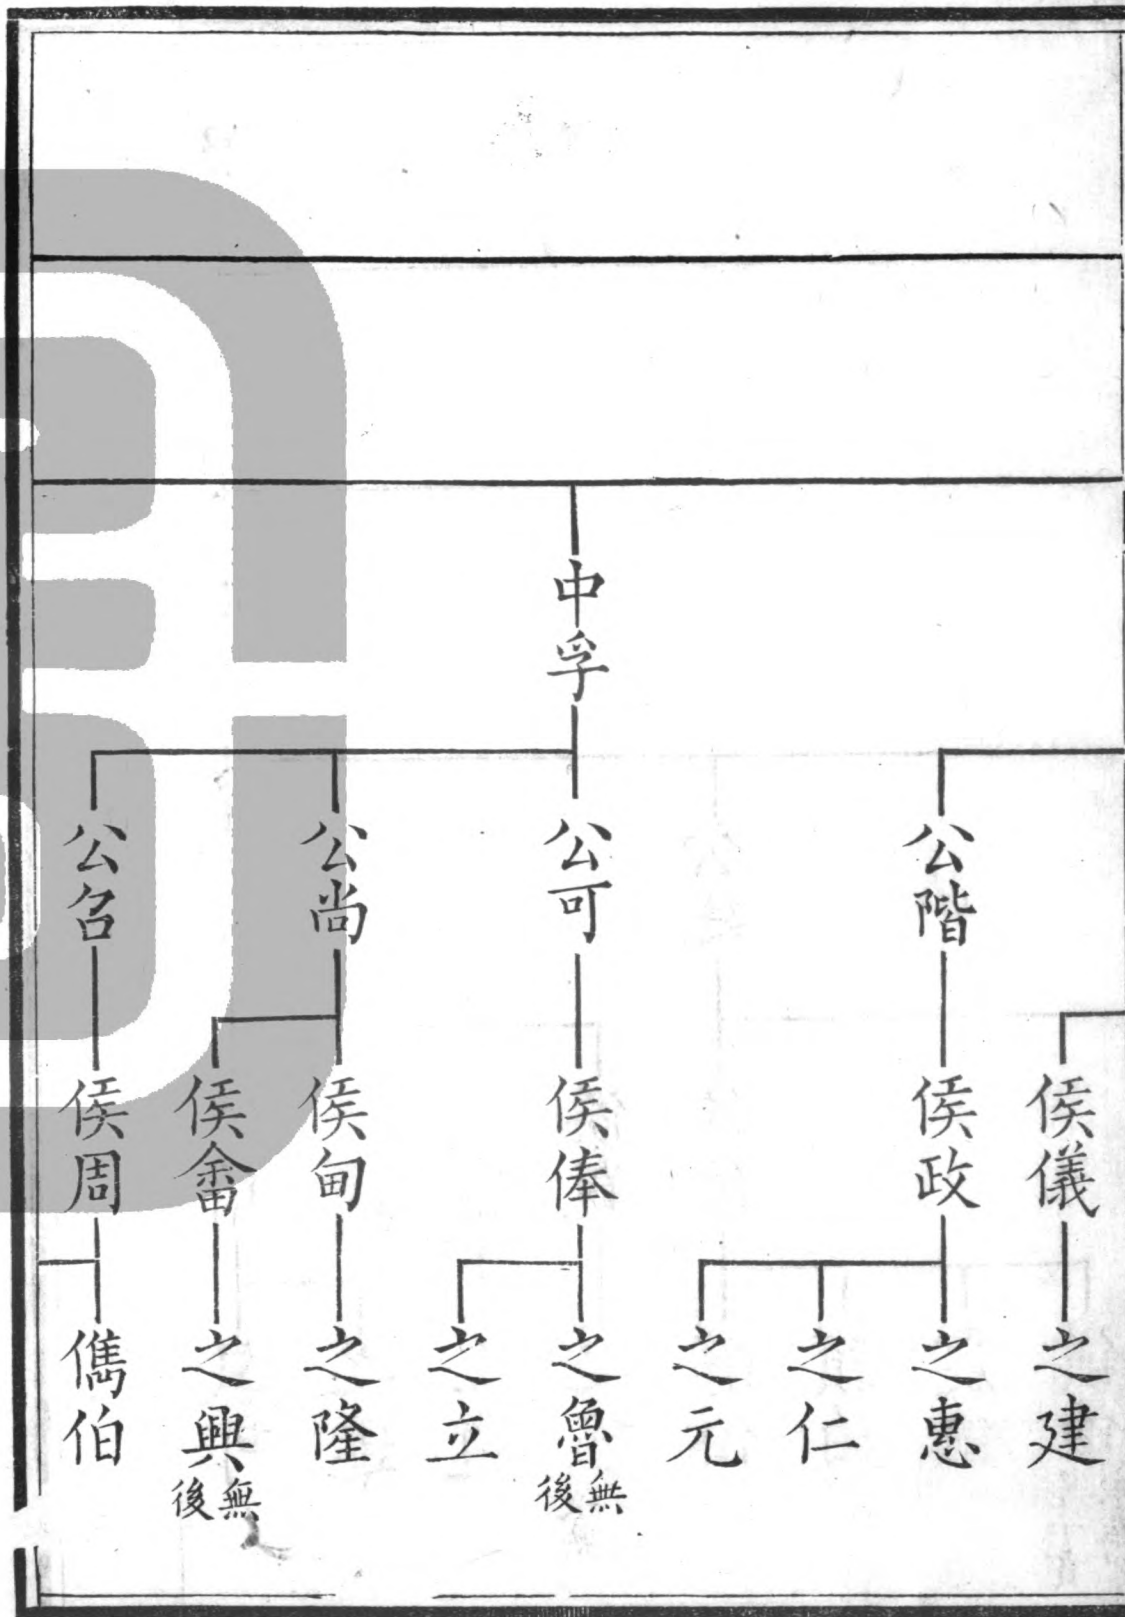 中孚
公階
公可
公尚
公召
侯儀
侯政
侯俸
侯甸
侯畬
侯周
之建
之惠
之仁
之元
之魯無後
之立
之隆
之興無後
儁伯